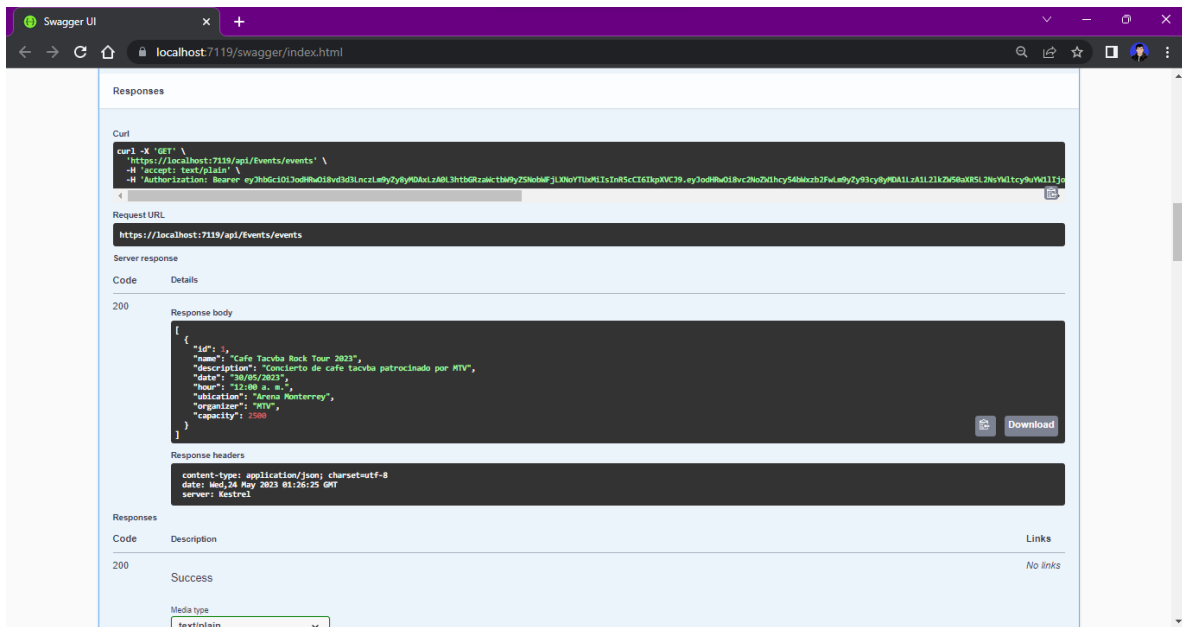 Swagger UI
localhost:7119/swagger/index.html
Responses
Curl
curl -X 'GET' \
'https://localhost:7119/api/Events/events' \
-H 'accept: text/plain' \
-H 'Authorization: Bearer
Request URL
https://localhost:7119/api/Events/events
Server response
Code Details
200
Response body
[
{
"id": 1,
"name": "Cafe Tacvba Rock Tour 2023",
"description": "Concierto de cafe tacvba patrocinado por MTV",
"date": "30/05/2023",
"hour": "12:00 a. m.",
"ubication": "Arena Monterrey",
"organizer": "MTV",
"capacity": 2500
}
]
Download
Response headers
content-type: application/json; charset=utf-8
date: Wed,24 May 2023 01:26:25 GMT
server: Kestrel
Responses
Code Description Links
200 No links
Success
Media type
text/plain